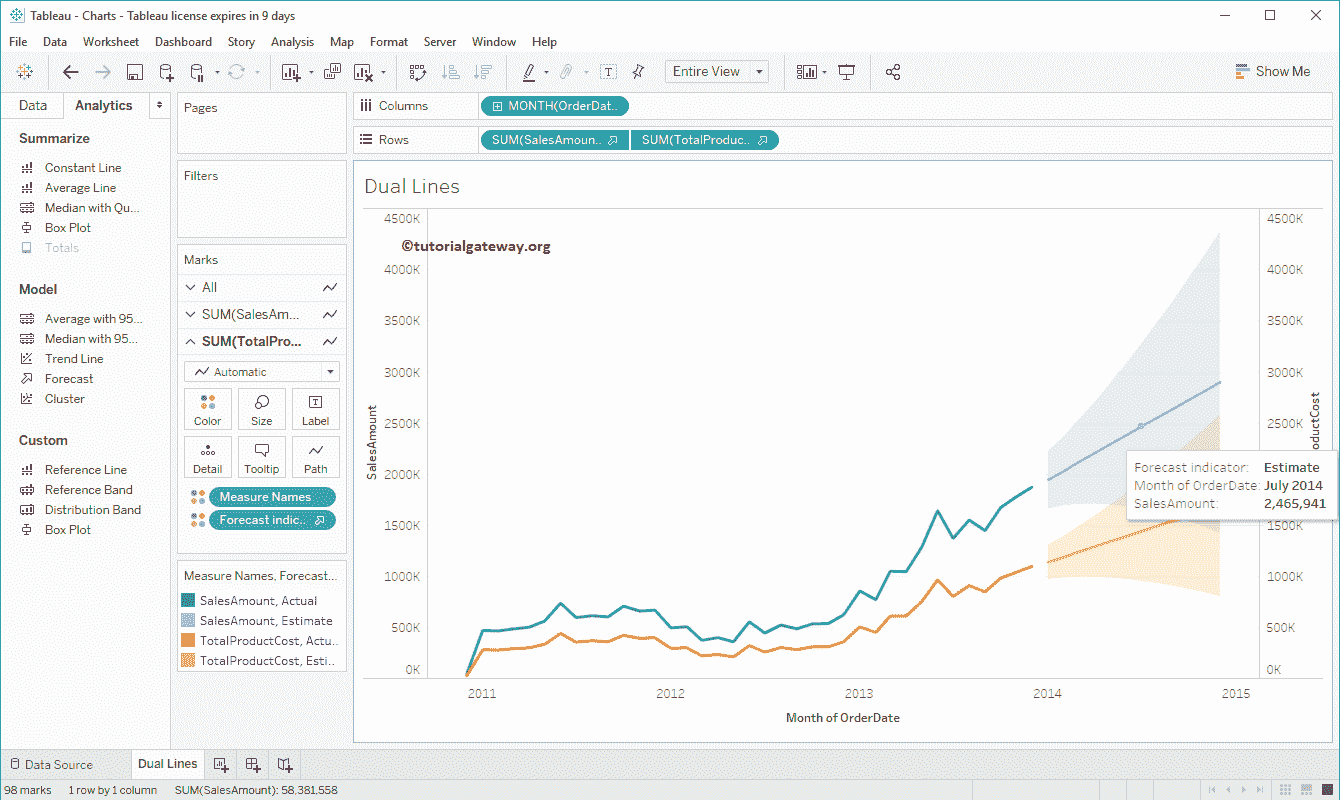 Tableau - Charts - Tableau license expires in 9 days
File Data Worksheet Dashboard Story Analysis Map Format Server Window Help
Entire View
Show Me
Data Analytics
Summarize
Constant Line
Average Line
Median with Qu...
Box Plot
Totals
Model
Average with 95...
Median with 95...
Trend Line
Forecast
Cluster
Custom
Reference Line
Reference Band
Distribution Band
Box Plot
Pages
Filters
Marks
All
SUM(SalesAm...
SUM(TotalPro...
Automatic
Color Size Label
Detail Tooltip Path
Measure Names
Forecast indic..
Measure Names, Forecast...
SalesAmount, Actual
SalesAmount, Estimate
TotalProductCost, Actu..
TotalProductCost, Esti...
Columns MONTH(OrderDat..
Rows SUM(SalesAmoun.. SUM(TotalProduc..
Dual Lines
©tutorialgateway.org
SalesAmount
4500K
4000K
3500K
3000K
2500K
2000K
1500K
1000K
500K
0K
4500K
4000K
3500K
3000K
2500K
1500K
1000K
500K
0K
oductCost
Forecast indicator: Estimate
Month of OrderDate: July 2014
SalesAmount: 2,465,941
2011 2012 2013 2014 2015
Month of OrderDate
Data Source Dual Lines
98 marks 1 row by 1 column SUM(SalesAmount): 58,381,558